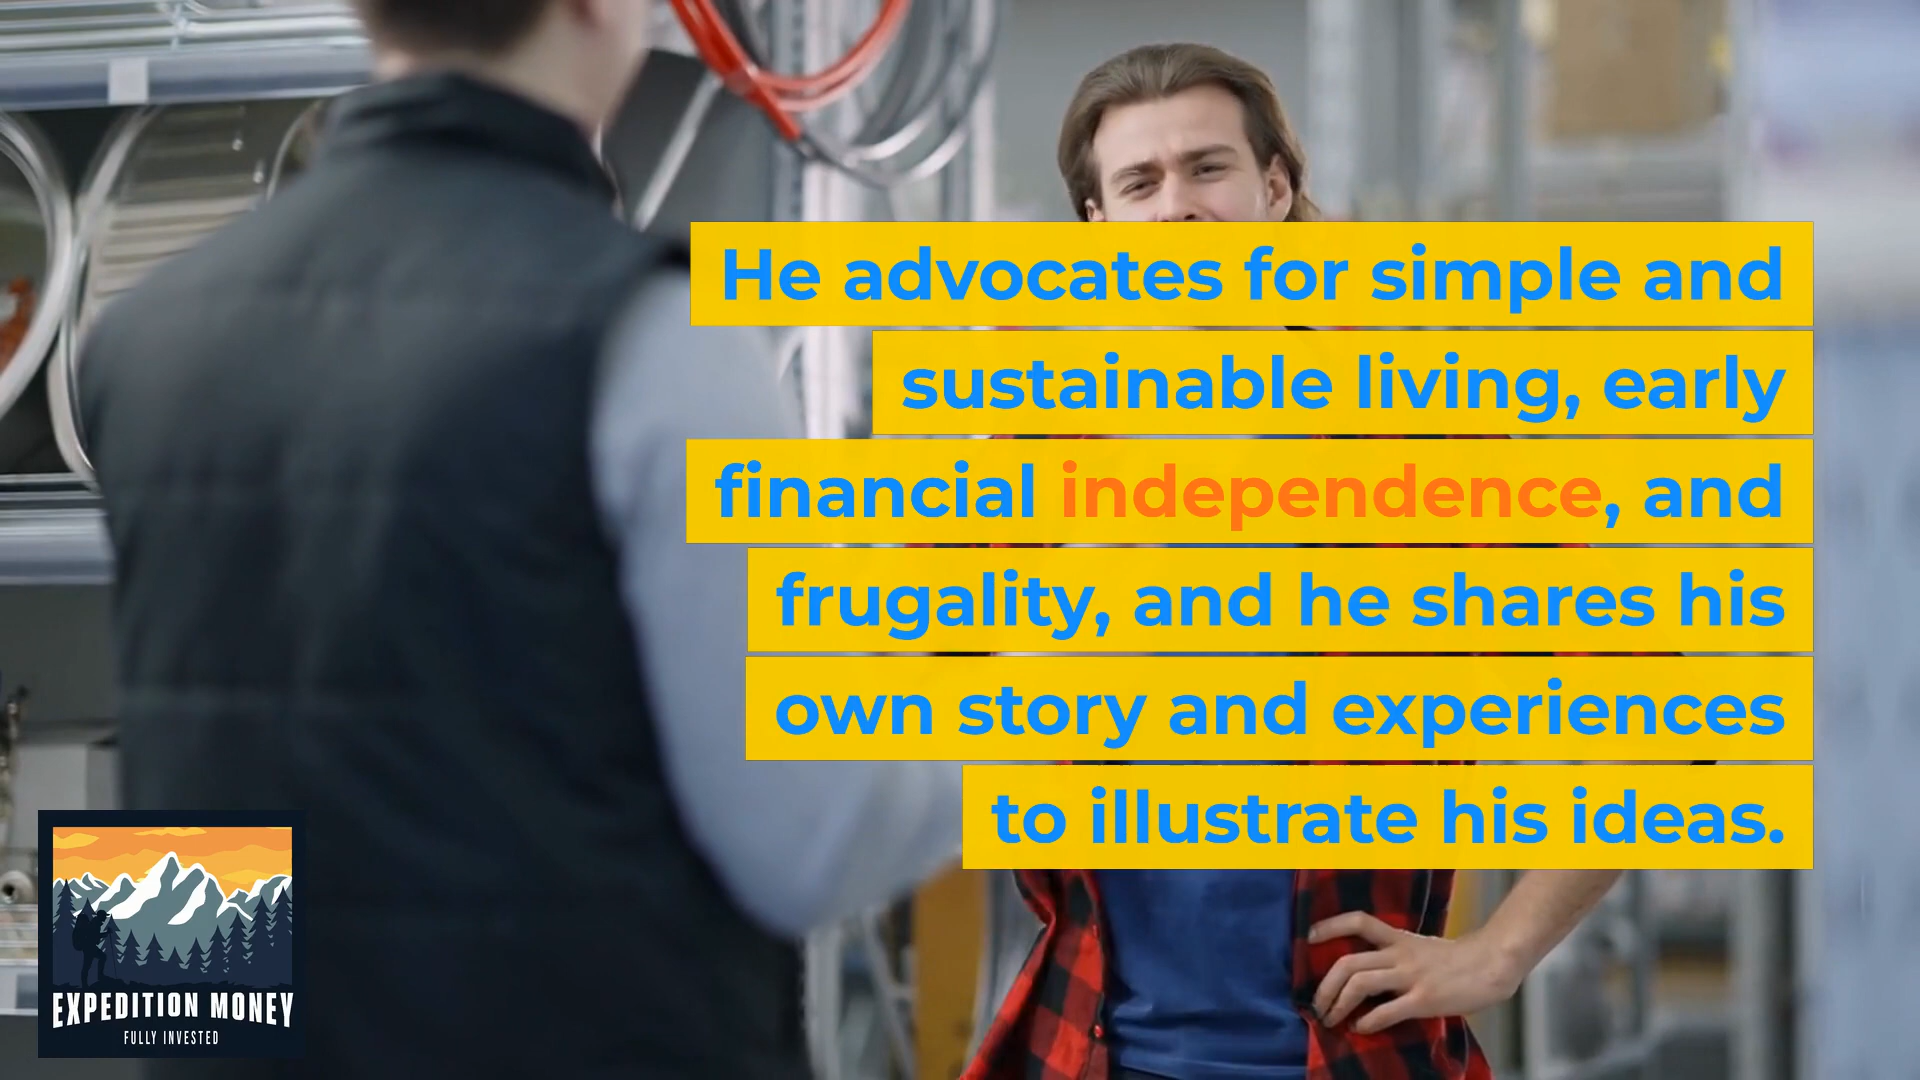 He advocates for simple and
sustainable living, early
financial independence, and
frugality, and he shares his
own story and experiences
to illustrate his ideas.
EXPEDITION MONEY
FULLY INVESTED